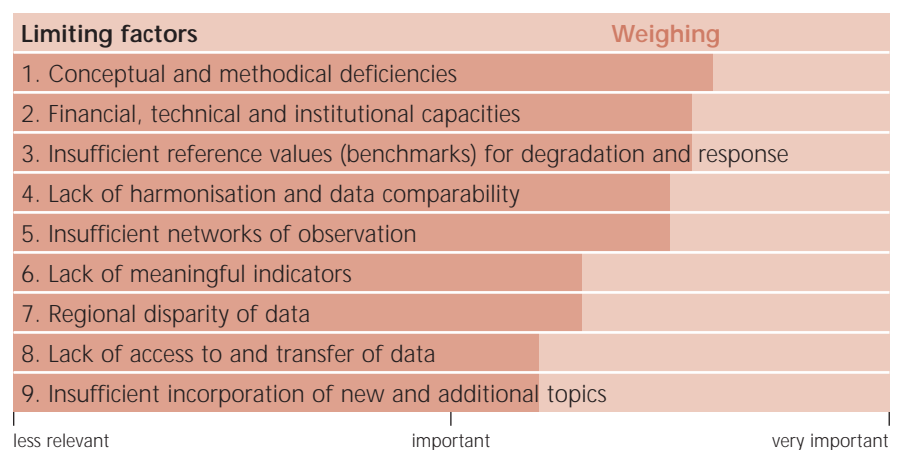 Limiting factors Weighing
1. Conceptual and methodical deficiencies
2. Financial, technical and institutional capacities
3. Insufficient reference values (benchmarks) for degradation and response
4. Lack of harmonisation and data comparability
5. Insufficient networks of observation
6. Lack of meaningful indicators
7. Regional disparity of data
8. Lack of access to and transfer of data
9. Insufficient incorporation of new and additional topics
less relevant important very important